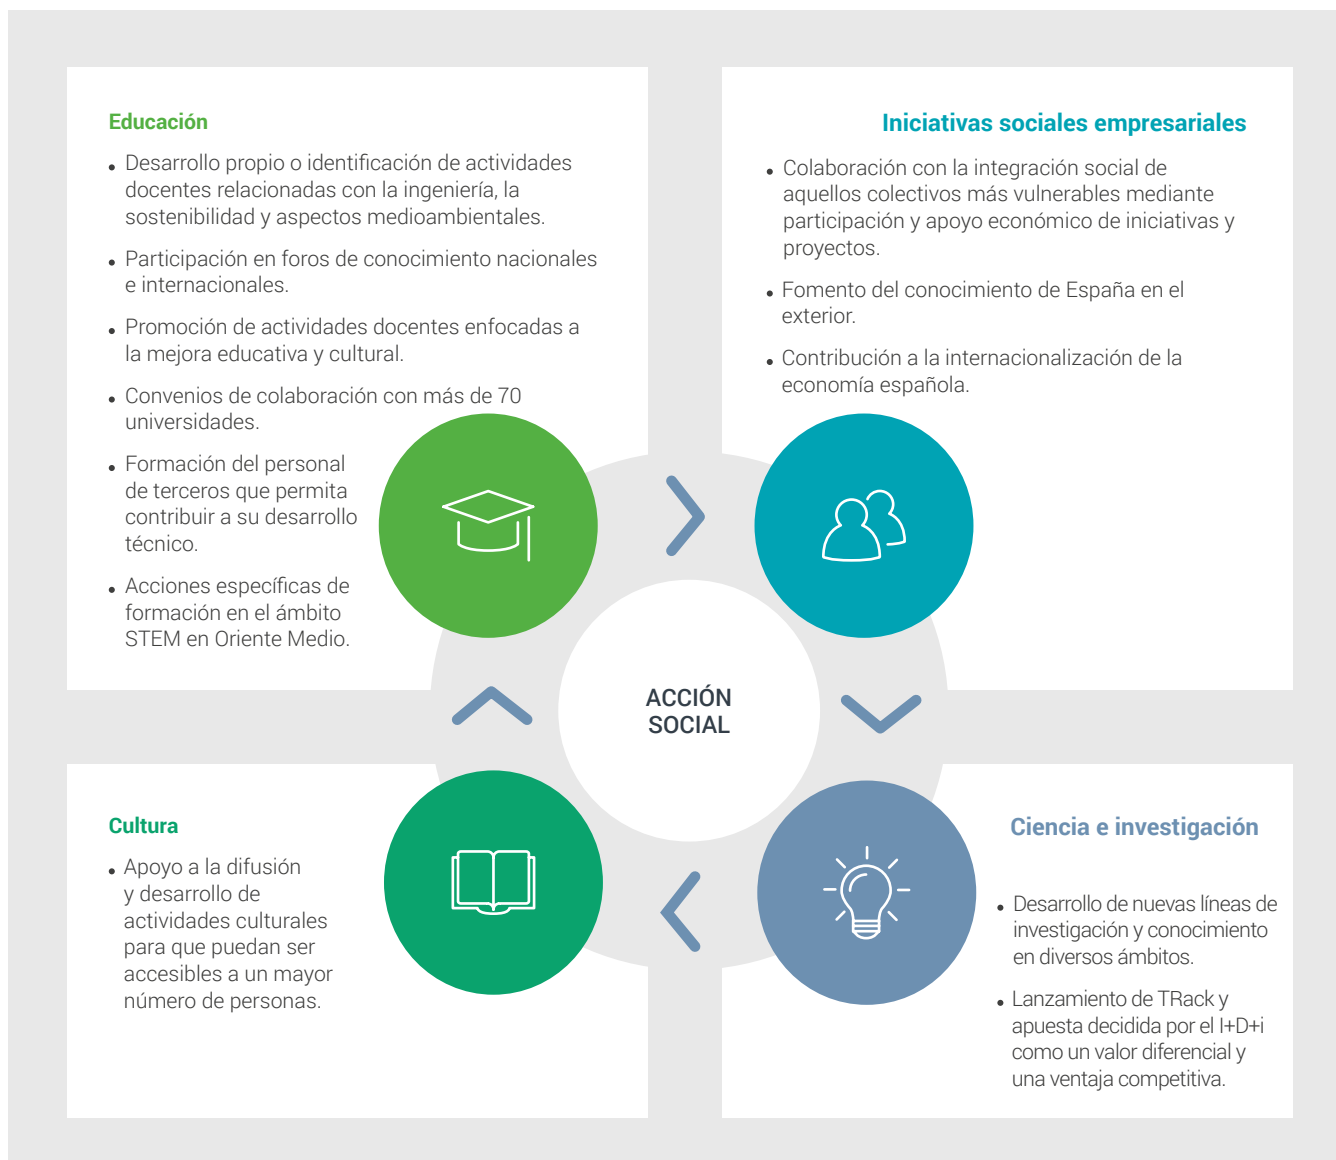 Educación
• Desarrollo propio o identificación de actividades
docentes relacionadas con la ingeniería, la
sostenibilidad y aspectos medioambientales.
• Participación en foros de conocimiento nacionales
e internacionales.
• Promoción de actividades docentes enfocadas a
la mejora educativa y cultural.
• Convenios de colaboración con más de 70
universidades.
• Formación del personal
de terceros que permita
contribuir a su desarrollo
técnico.
• Acciones específicas de
formación en el ámbito
STEM en Oriente Medio.
Iniciativas sociales empresariales
• Colaboración con la integración social de
aquellos colectivos más vulnerables mediante
participación y apoyo económico de iniciativas y
proyectos.
• Fomento del conocimiento de España en el
exterior.
• Contribución a la internacionalización de la
economía española.
ACCIÓN
SOCIAL
Cultura
• Apoyo a la difusión
y desarrollo de
actividades culturales
para que puedan ser
accesibles a un mayor
número de personas.
Ciencia e investigación
• Desarrollo de nuevas líneas de
investigación y conocimiento
en diversos ámbitos.
• Lanzamiento de TRack y
apuesta decidida por el I+D+i
como un valor diferencial y
una ventaja competitiva.